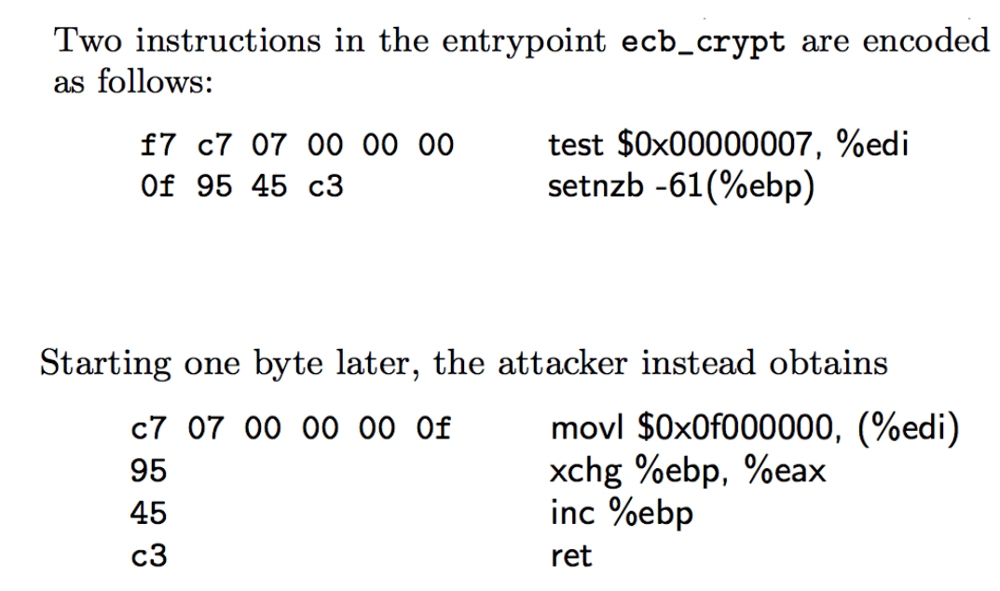 Two instructions in the entrypoint ecb_crypt are encoded
as follows:
f7 c7 07 00 00 00 test $0x00000007, %edi
0f 95 45 c3 setnzb -61(%ebp)
Starting one byte later, the attacker instead obtains
c7 07 00 00 00 0f movl $0x0f000000, (%edi)
95 xchg %ebp, %eax
45 inc %ebp
c3 ret